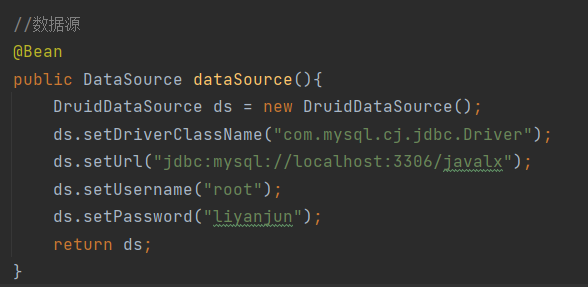 //数据源
@Bean
public DataSource dataSource(){
DruidDataSource ds = new DruidDataSource();
ds.setDriverClassName("com.mysql.cj.jdbc.Driver");
ds.setUrl("jdbc:mysql://localhost:3306/javalx");
ds.setUsername("root");
ds.setPassword("liyanjun");
return ds;
}